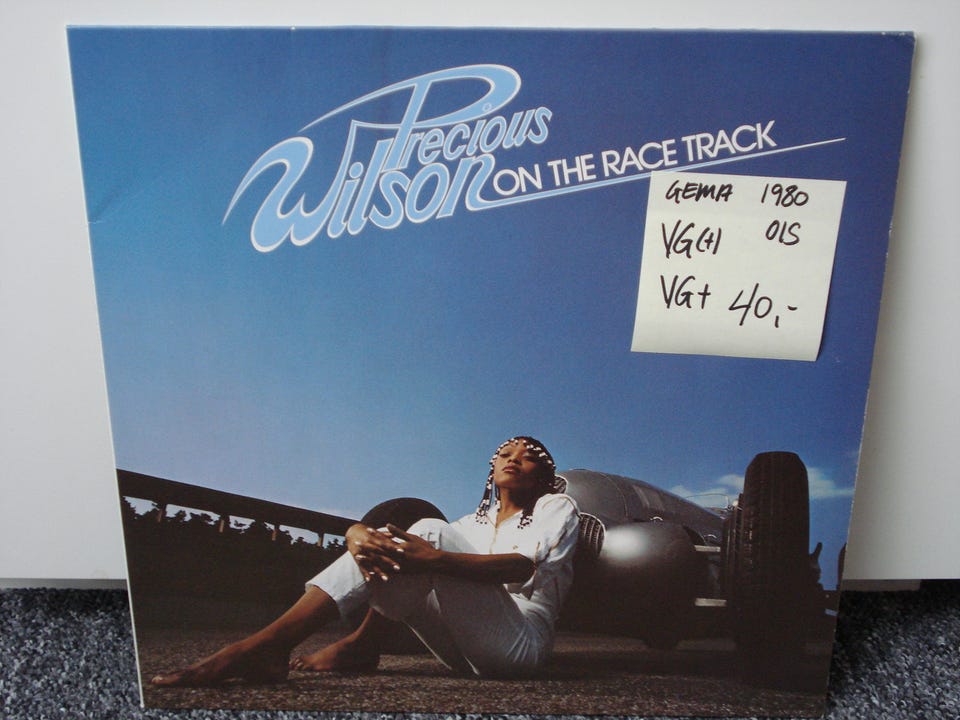 Precious
Wilson ON THE RACE TRACK
GEMA 1980
VG(+) OIS
VG+ 40,-